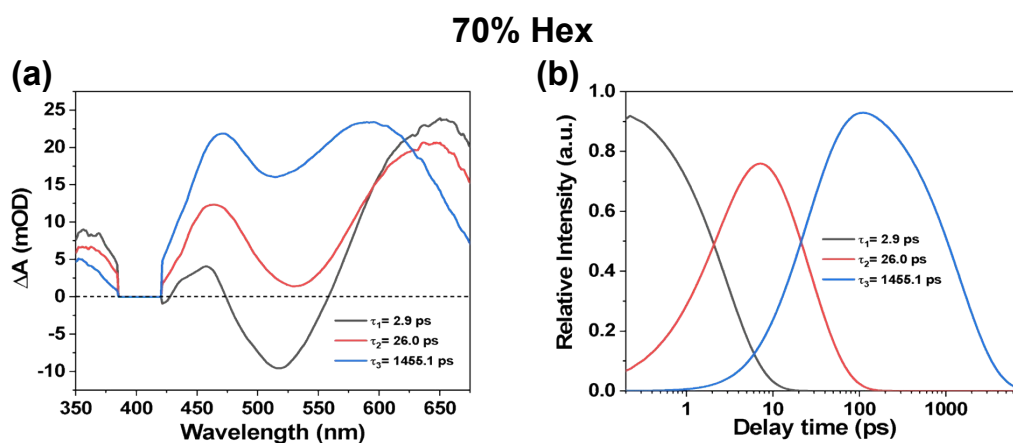 70% Hex
(a)
ΔA (mOD)
25
20
15
10
5
0
-5
-10
τ1= 2.9 ps
τ2= 26.0 ps
τ3= 1455.1 ps
350 400 450 500 550 600 650
Wavelength (nm)
(b)
Relative Intensity (a.u.)
1.0
0.8
0.6
0.4
0.2
0.0
τ1= 2.9 ps
τ2= 26.0 ps
τ3= 1455.1 ps
1 10 100 1000
Delay time (ps)